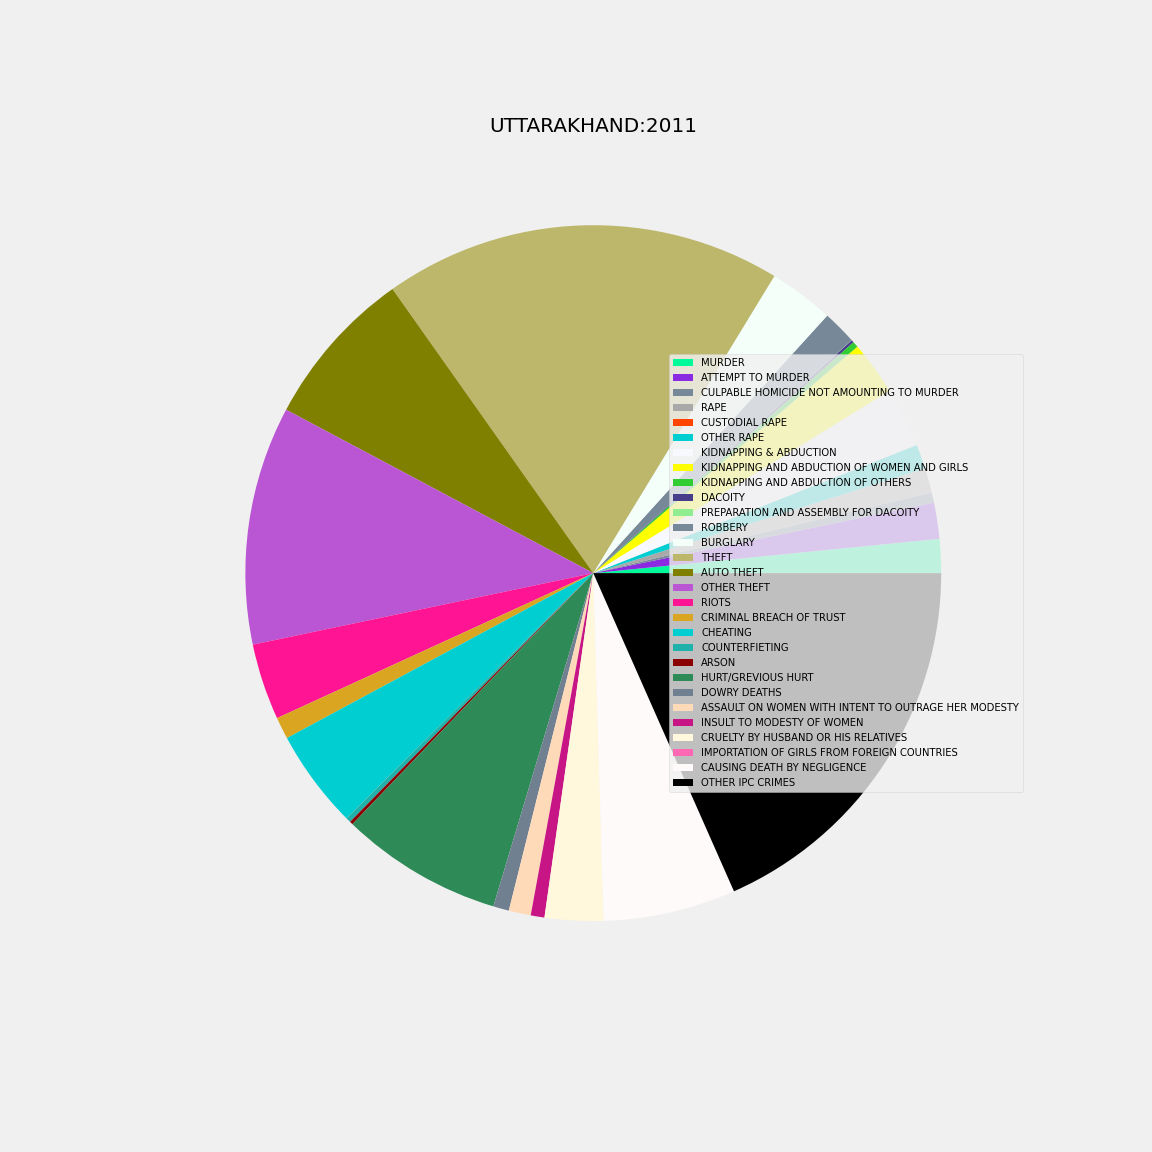 UTTARAKHAND:2011
MURDER
ATTEMPT TO MURDER
CULPABLE HOMICIDE NOT AMOUNTING TO MURDER
RAPE
CUSTODIAL RAPE
OTHER RAPE
KIDNAPPING & ABDUCTION
KIDNAPPING AND ABDUCTION OF WOMEN AND GIRLS
KIDNAPPING AND ABDUCTION OF OTHERS
DACOITY
PREPARATION AND ASSEMBLY FOR DACOITY
ROBBERY
BURGLARY
THEFT
AUTO THEFT
OTHER THEFT
RIOTS
CRIMINAL BREACH OF TRUST
CHEATING
COUNTERFIETING
ARSON
HURT/GREVIOUS HURT
DOWRY DEATHS
ASSAULT ON WOMEN WITH INTENT TO OUTRAGE HER MODESTY
INSULT TO MODESTY OF WOMEN
CRUELTY BY HUSBAND OR HIS RELATIVES
IMPORTATION OF GIRLS FROM FOREIGN COUNTRIES
CAUSING DEATH BY NEGLIGENCE
OTHER IPC CRIMES